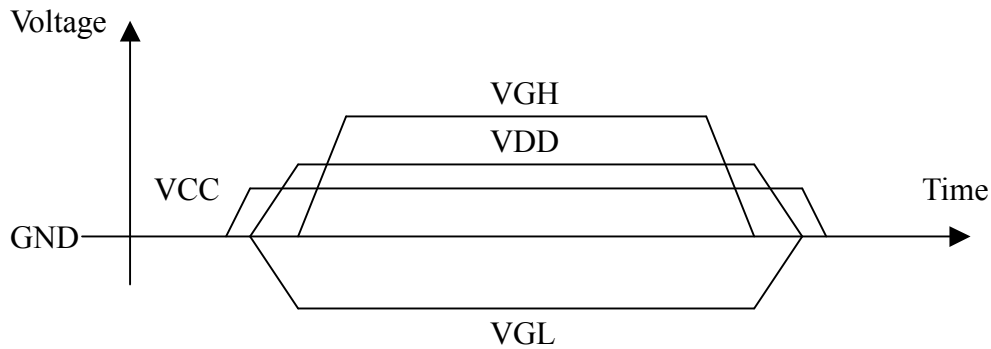 Voltage
VGH
VDD
VCC
Time
GND
VGL